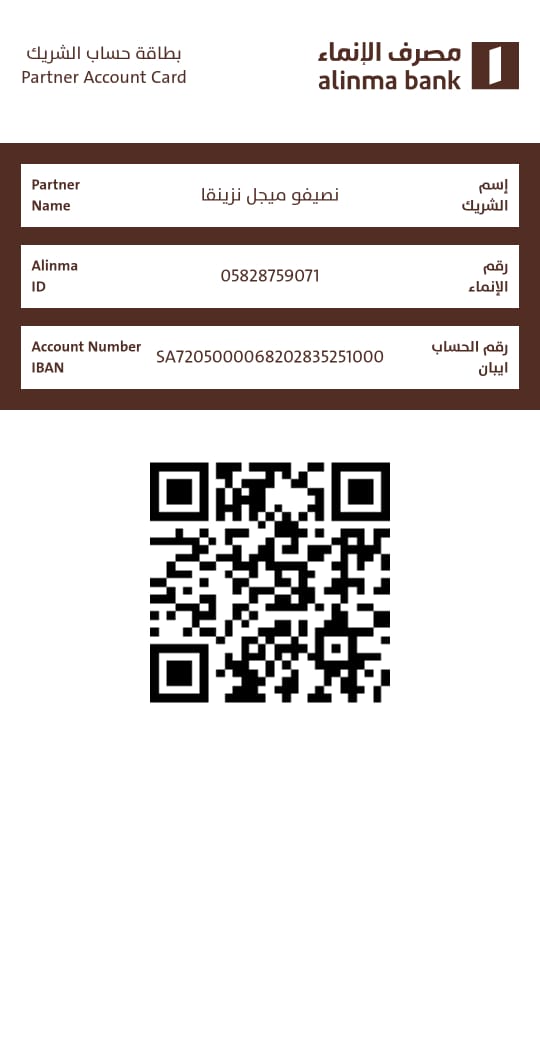 بطاقة حساب الشريك
Partner Account Card
مصرف الإنماء
alinma bank
Partner Name
نصيفو ميجل نزينقا
إسم الشريك
Alinma ID
05828759071
رقم الإنماء
Account Number IBAN
SA7205000068202835251000
رقم الحساب ايبان